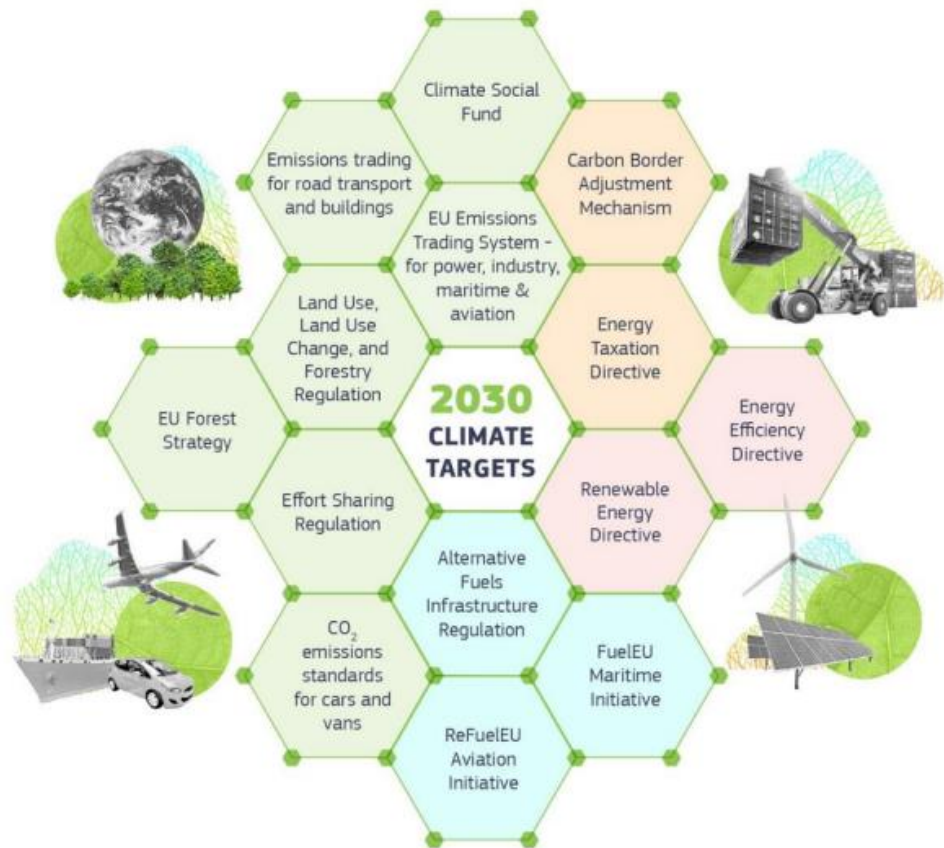 Climate Social
Fund
Emissions trading
for road transport
and buildings
Carbon Border
Adjustment
Mechanism
EU Emissions
Trading System -
for power, industry,
maritime &
aviation
Land Use,
Land Use
Change, and
Forestry
Regulation
Energy
Taxation
Directive
EU Forest
Strategy
2030
CLIMATE
TARGETS
Energy
Efficiency
Directive
Effort Sharing
Regulation
Renewable
Energy
Directive
Alternative
Fuels
Infrastructure
Regulation
CO₂
emissions
standards
for cars and
vans
FuelEU
Maritime
Initiative
ReFuelEU
Aviation
Initiative